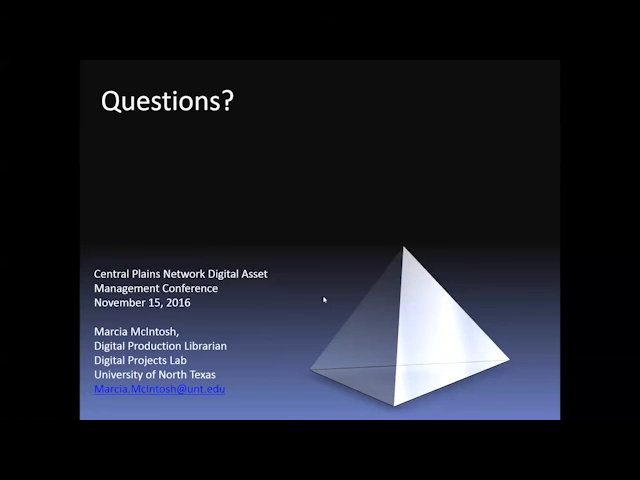 Questions?
Central Plains Network Digital Asset
Management Conference
November 15, 2016
Marcia McIntosh,
Digital Production Librarian
Digital Projects Lab
University of North Texas
Marcia.McIntosh@unt.edu